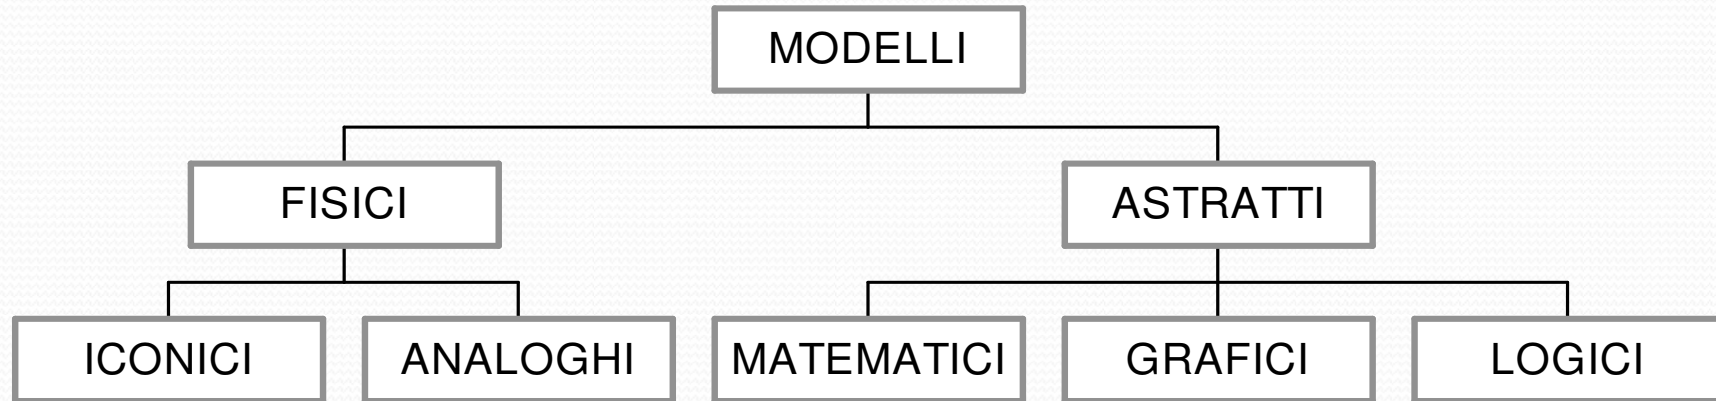 MODELLI
FISICI
ASTRATTI
ICONICI
ANALOGHI
MATEMATICI
GRAFICI
LOGICI